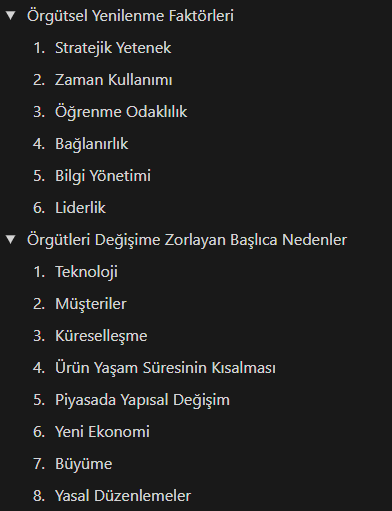 ▼ Örgütsel Yenilenme Faktörleri
1. Stratejik Yetenek
2. Zaman Kullanımı
3. Öğrenme Odaklılık
4. Bağlanırlık
5. Bilgi Yönetimi
6. Liderlik
▼ Örgütleri Değişime Zorlayan Başlıca Nedenler
1. Teknoloji
2. Müşteriler
3. Küreselleşme
4. Ürün Yaşam Süresinin Kısalması
5. Piyasada Yapısal Değişim
6. Yeni Ekonomi
7. Büyüme
8. Yasal Düzenlemeler